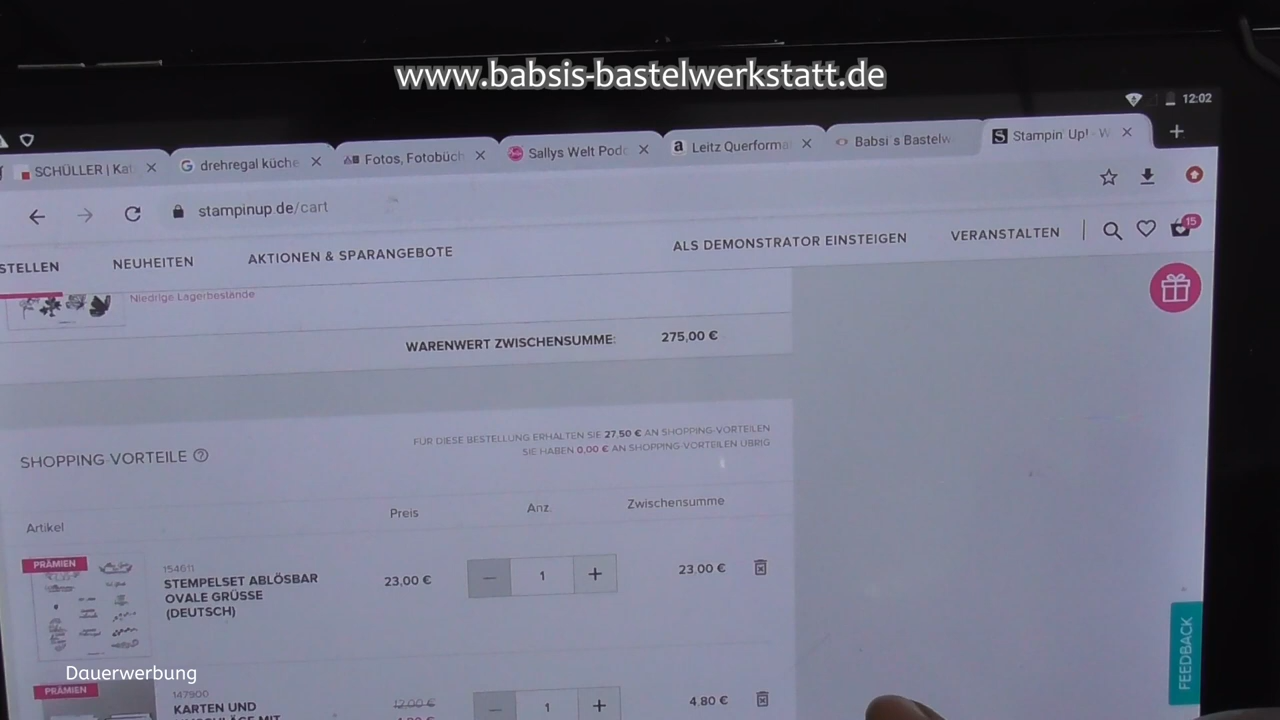 www.babsis-bastelwerkstatt.de
12:02
SCHÜLLER | Kat
drehregal küche
Fotos, Fotobüch
Sallys Welt Podc
Leitz Querforma
Babsi´s Bastelw
Stampin' Up! - W
stampinup.de/cart
15
STELLEN
NEUHEITEN
AKTIONEN & SPARANGEBOTE
ALS DEMONSTRATOR EINSTEIGEN
VERANSTALTEN
Niedrige Lagerbestände
WARENWERT ZWISCHENSUMME:
275,00 €
SHOPPING VORTEILE
FÜR DIESE BESTELLUNG ERHALTEN SIE 27,50 € AN SHOPPING-VORTEILEN
SIE HABEN 0,00 € AN SHOPPING-VORTEILEN ÜBRIG
Artikel
Preis
Anz.
Zwischensumme
PRÄMIEN
154611
STEMPELSET ABLÖSBAR
OVALE GRÜSSE
(DEUTSCH)
23,00 €
1
23,00 €
FEEDBACK
Dauerwerbung
PRÄMIEN
147900
KARTEN UND
12,00 €
1
4,80 €